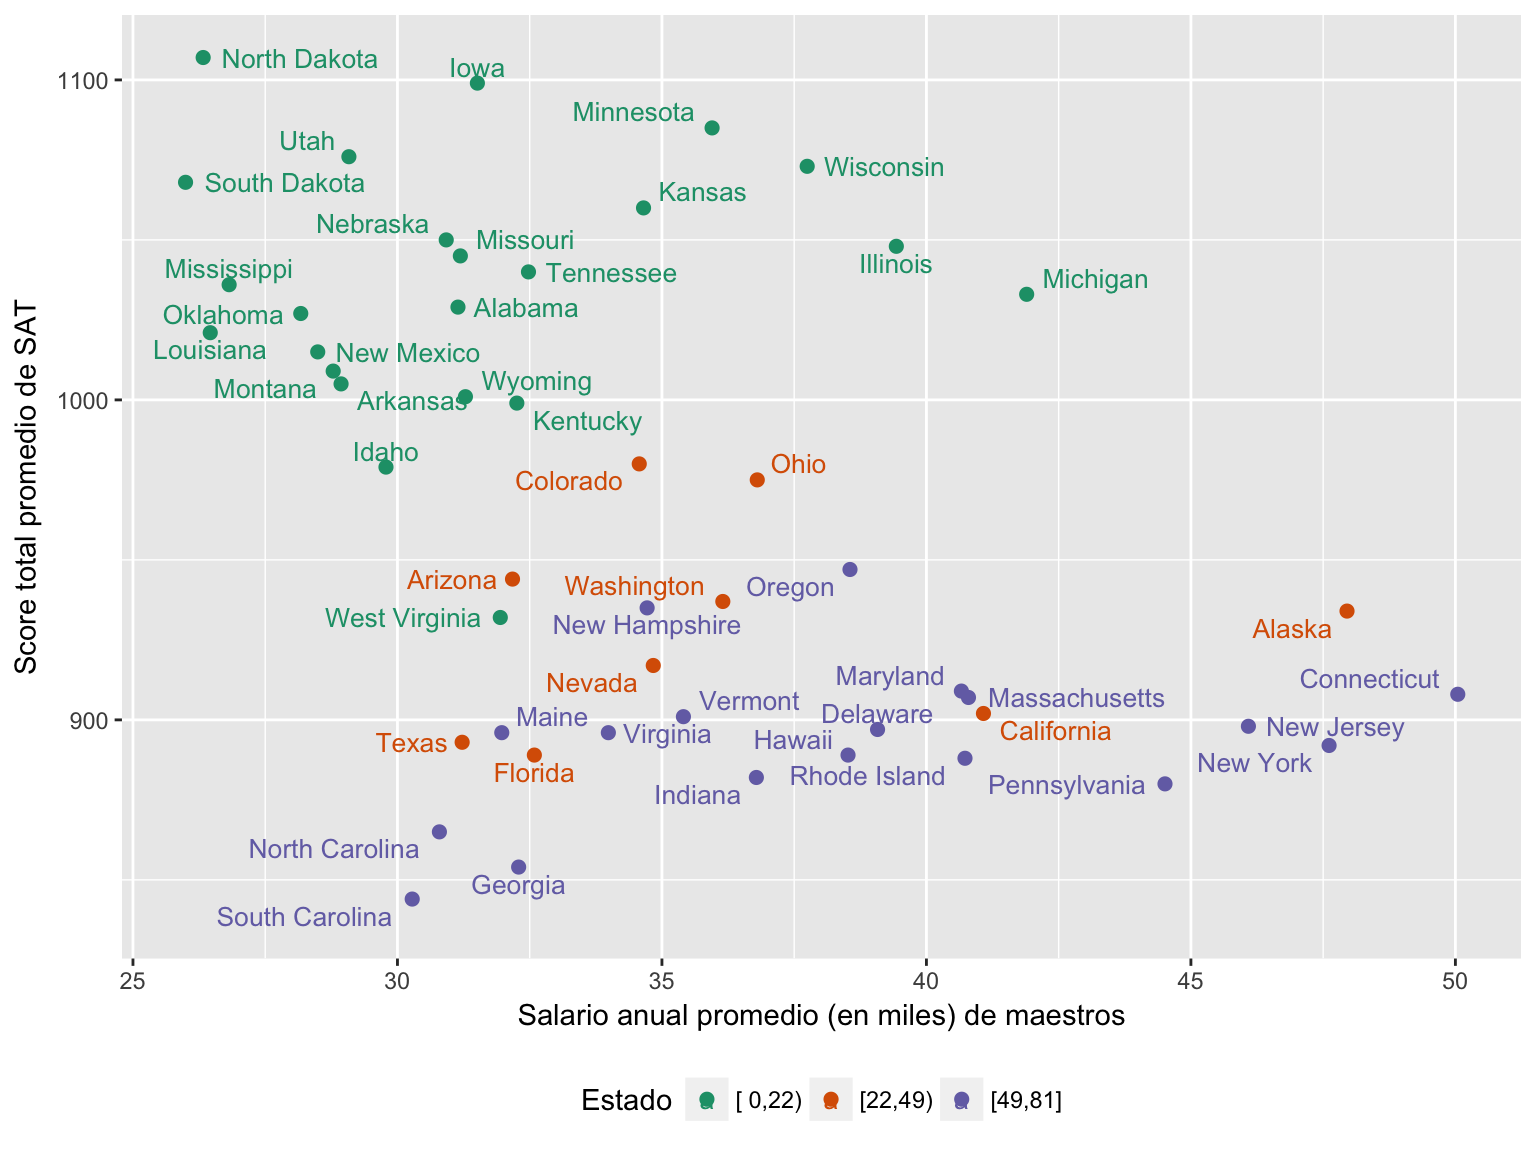 North Dakota
Iowa
1100
Minnesota
Utah
Wisconsin
South Dakota
Kansas
Nebraska
Missouri
Illinois
Mississippi
Tennessee
Michigan
Alabama
Oklahoma
Louisiana
New Mexico
Wyoming
Montana
Arkansas
1000
Kentucky
Idaho
Ohio
Colorado
Arizona
Washington
Oregon
West Virginia
New Hampshire
Alaska
Maryland
Connecticut
Nevada
Vermont
Massachusetts
Delaware
Maine
900
New Jersey
California
Virginia
Hawaii
Texas
New York
Florida
Rhode Island
Pennsylvania
Indiana
North Carolina
Georgia
South Carolina
Score total promedio de SAT
25 30 35 40 45 50
Salario anual promedio (en miles) de maestros
Estado [ 0,22) [22,49) [49,81]